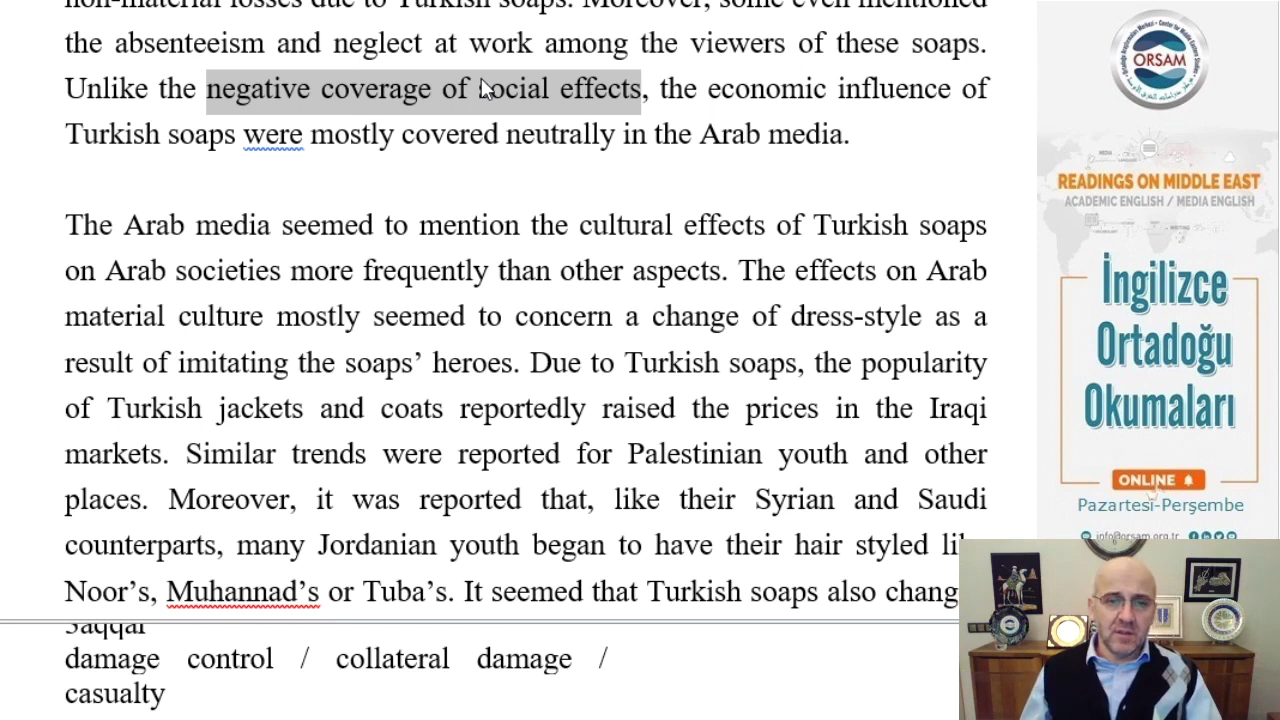 non-material losses due to Turkish soaps. Moreover, some even mentioned
the absenteeism and neglect at work among the viewers of these soaps.
Unlike the negative coverage of social effects, the economic influence of
Turkish soaps were mostly covered neutrally in the Arab media.
The Arab media seemed to mention the cultural effects of Turkish soaps
on Arab societies more frequently than other aspects. The effects on Arab
material culture mostly seemed to concern a change of dress-style as a
result of imitating the soaps’ heroes. Due to Turkish soaps, the popularity
of Turkish jackets and coats reportedly raised the prices in the Iraqi
markets. Similar trends were reported for Palestinian youth and other
places. Moreover, it was reported that, like their Syrian and Saudi
counterparts, many Jordanian youth began to have their hair styled
Noor’s, Muhannad’s or Tuba’s. It seemed that Turkish soaps also
Saqqal
damage control / collateral damage /
casualty
ORSAM
READINGS ON MIDDLE EAST
ACADEMIC ENGLISH / MEDIA ENGLISH
İngilizce
Ortadoğu
Okumaları
ONLINE
Pazartesi-Perşembe
info@orsam.org.tr